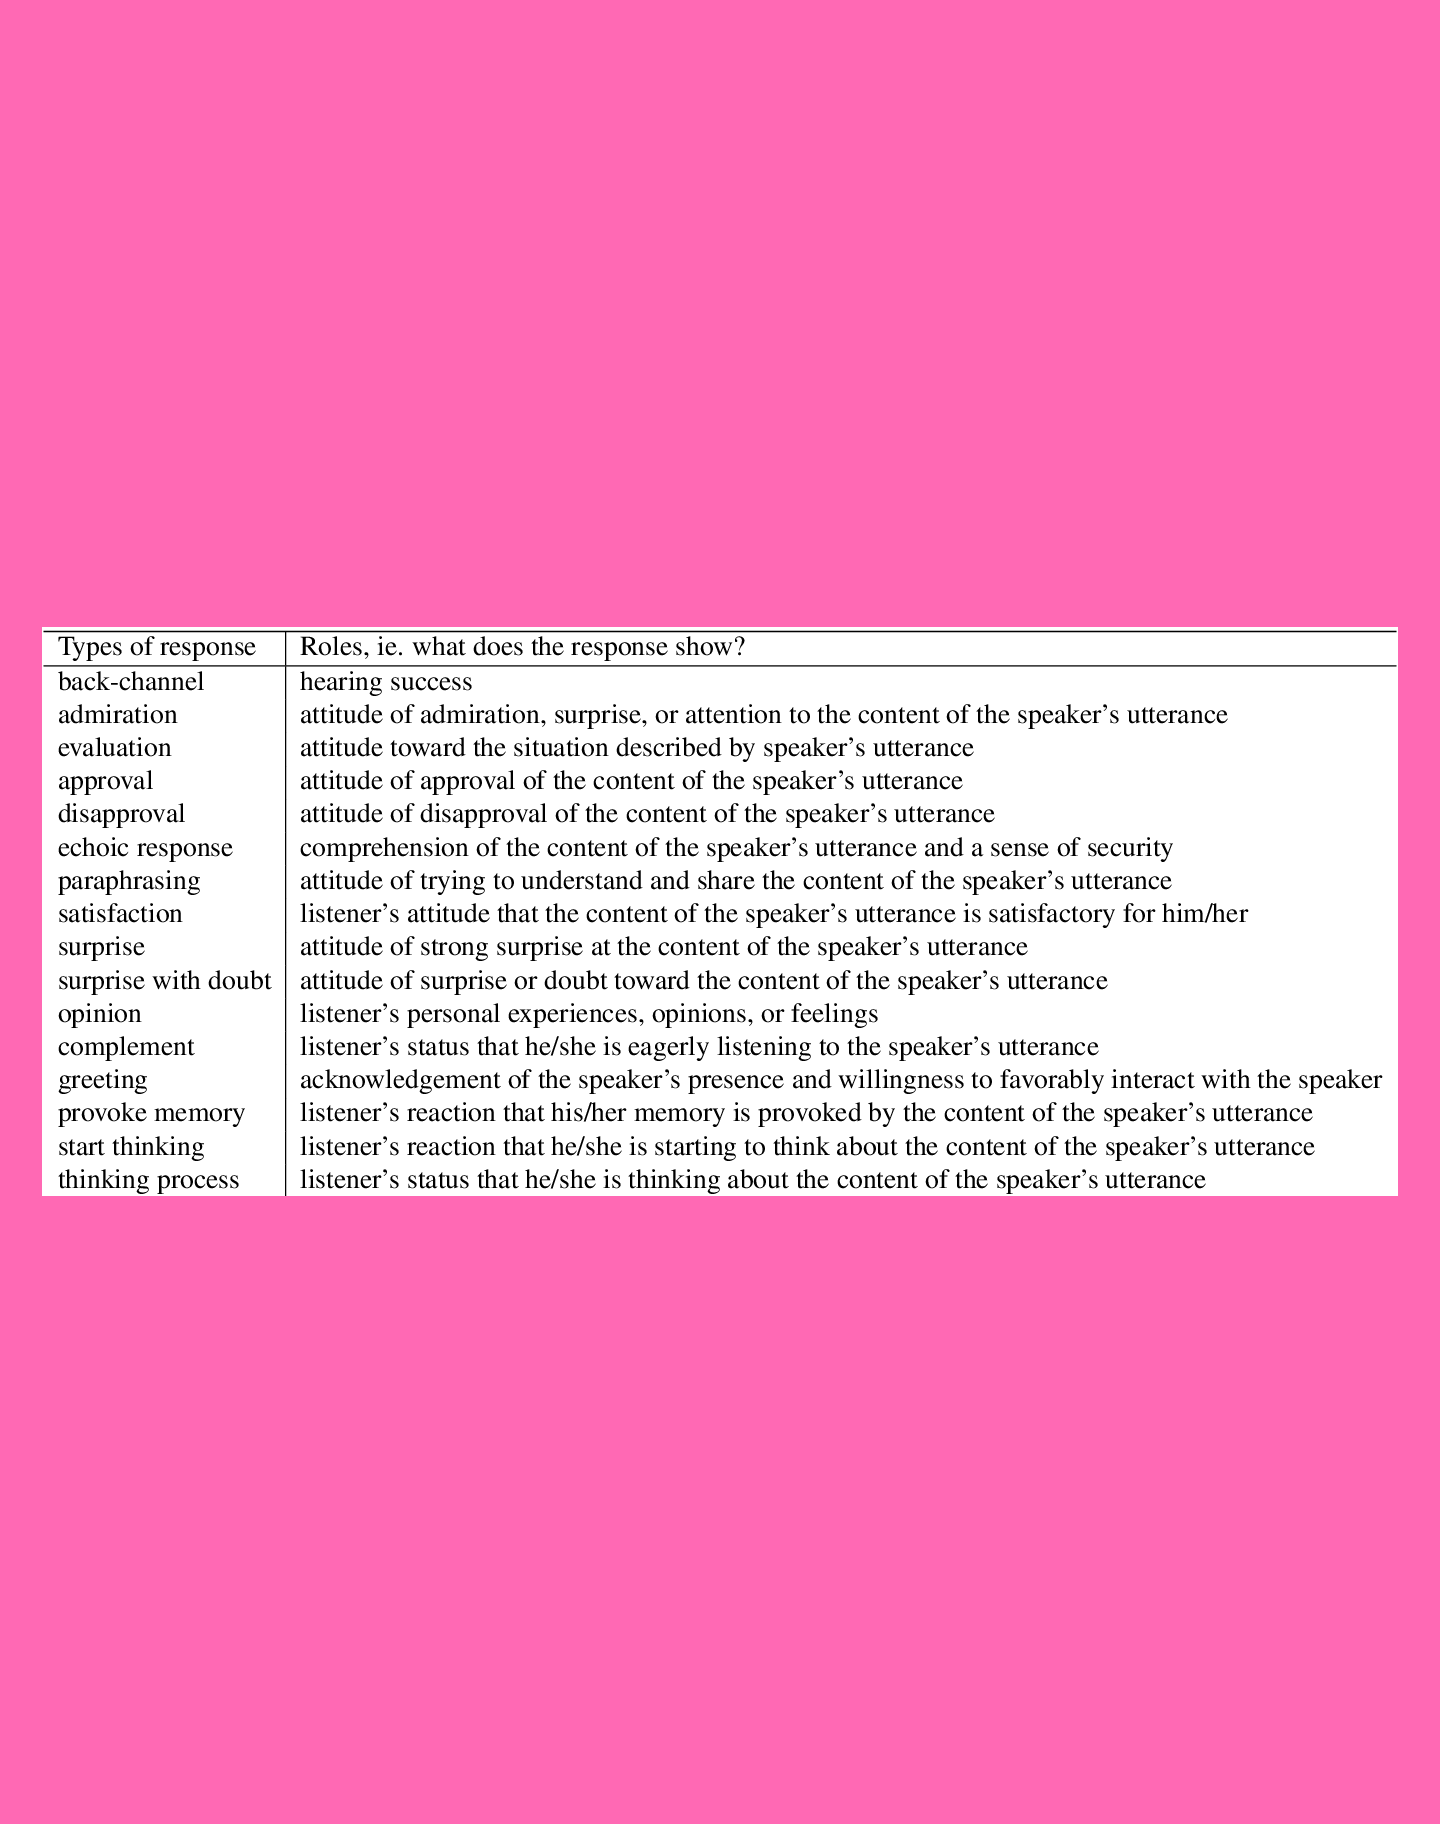 Types of response Roles, ie. what does the response show?
back-channel hearing success
admiration attitude of admiration, surprise, or attention to the content of the speaker’s utterance
evaluation attitude toward the situation described by speaker’s utterance
approval attitude of approval of the content of the speaker’s utterance
disapproval attitude of disapproval of the content of the speaker’s utterance
echoic response comprehension of the content of the speaker’s utterance and a sense of security
paraphrasing attitude of trying to understand and share the content of the speaker’s utterance
satisfaction listener’s attitude that the content of the speaker’s utterance is satisfactory for him/her
surprise attitude of strong surprise at the content of the speaker’s utterance
surprise with doubt attitude of surprise or doubt toward the content of the speaker’s utterance
opinion listener’s personal experiences, opinions, or feelings
complement listener’s status that he/she is eagerly listening to the speaker’s utterance
greeting acknowledgement of the speaker’s presence and willingness to favorably interact with the speaker
provoke memory listener’s reaction that his/her memory is provoked by the content of the speaker’s utterance
start thinking listener’s reaction that he/she is starting to think about the content of the speaker’s utterance
thinking process listener’s status that he/she is thinking about the content of the speaker’s utterance